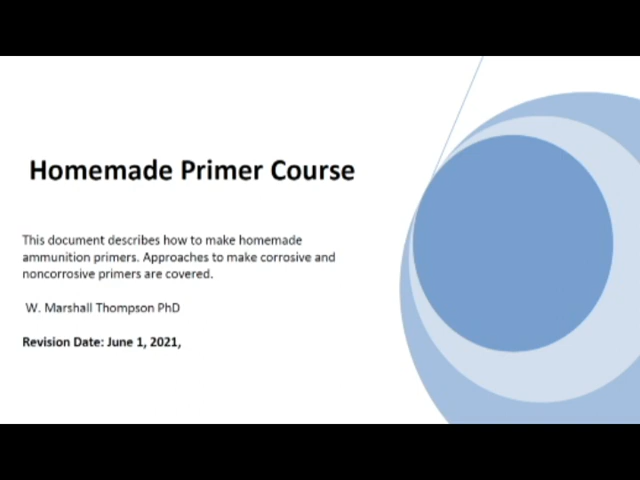 Homemade Primer Course
This document describes how to make homemade
ammunition primers. Approaches to make corrosive and
noncorrosive primers are covered.
W. Marshall Thompson PhD
Revision Date: June 1, 2021,